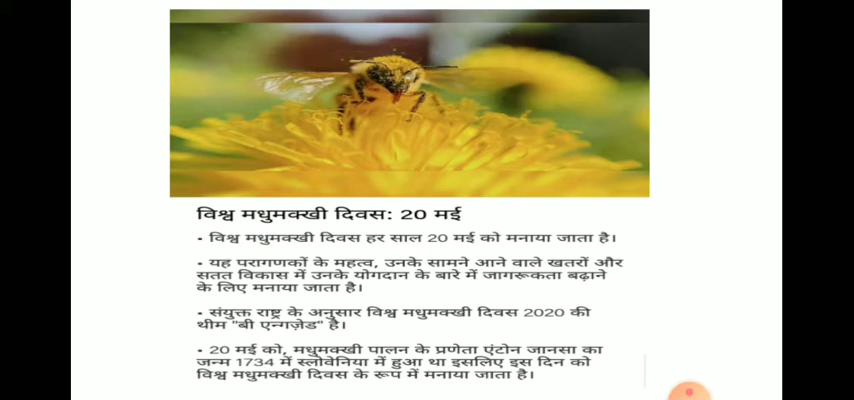 विश्व मधुमक्खी दिवस: 20 मई
• विश्व मधुमक्खी दिवस हर साल 20 मई को मनाया जाता है।
• यह परागणकों के महत्व, उनके सामने आने वाले खतरों और
सतत विकास में उनके योगदान के बारे में जागरूकता बढ़ाने
के लिए मनाया जाता है।
• संयुक्त राष्ट्र के अनुसार विश्व मधुमक्खी दिवस 2020 की
थीम "बी एन्गज़ेड" है।
• 20 मई को, मधुमक्खी पालन के प्रणेता एंटोन जानसा का
जन्म 1734 में स्लोवेनिया में हुआ था इसलिए इस दिन को
विश्व मधुमक्खी दिवस के रूप में मनाया जाता है।